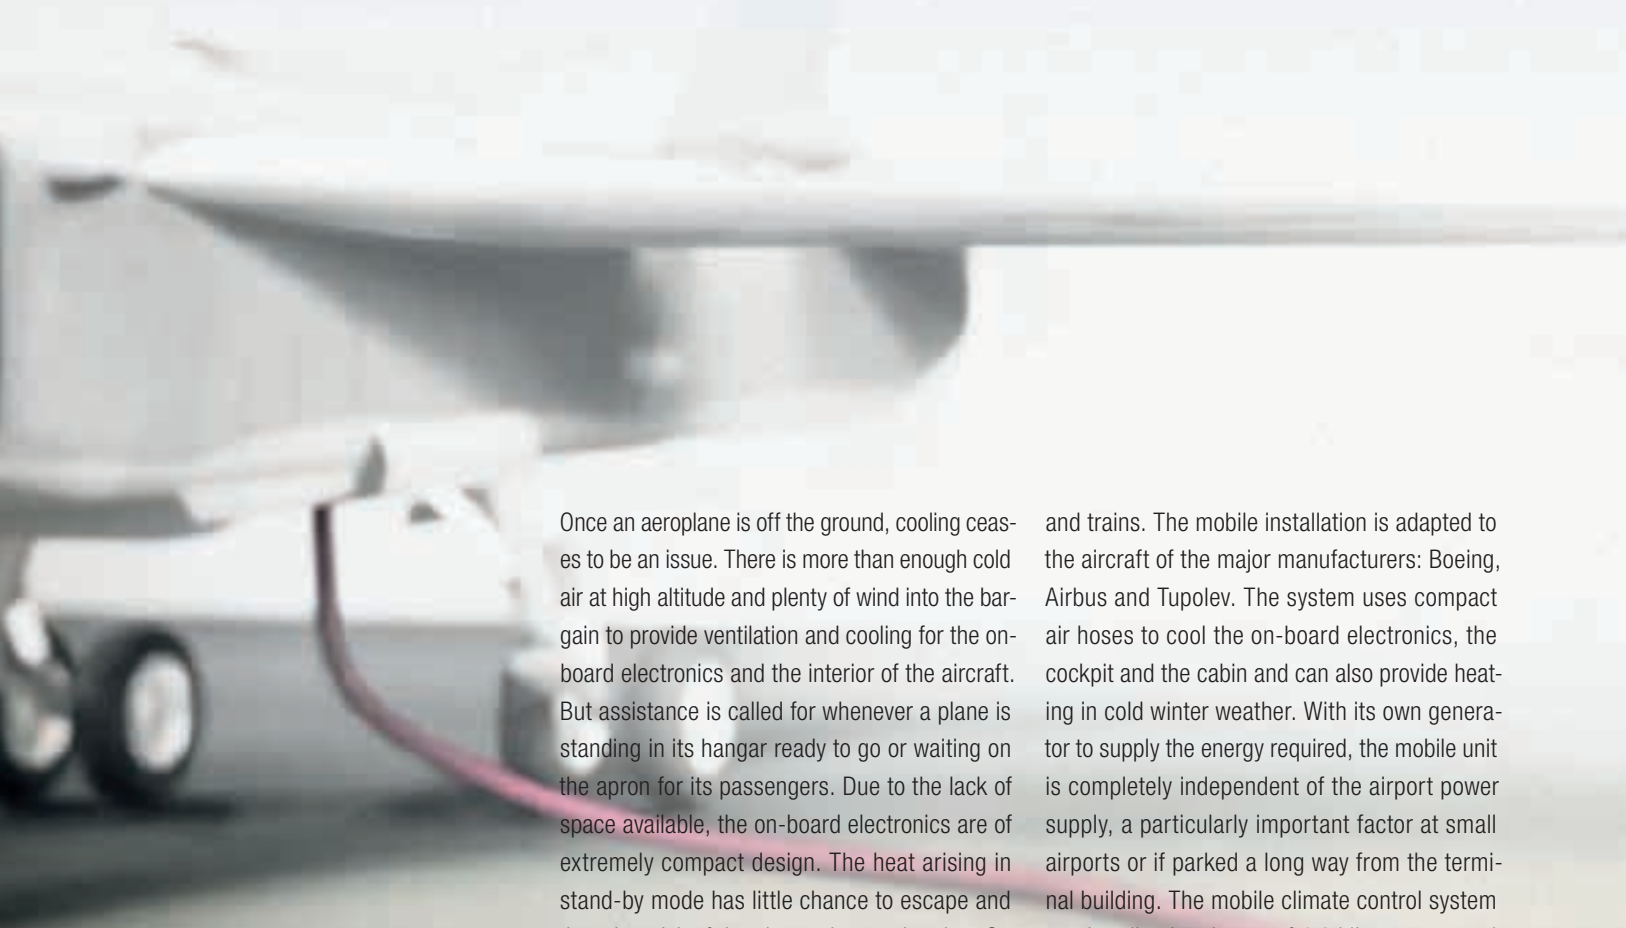 Once an aeroplane is off the ground, cooling ceas-
es to be an issue. There is more than enough cold
air at high altitude and plenty of wind into the bar-
gain to provide ventilation and cooling for the on-
board electronics and the interior of the aircraft.
But assistance is called for whenever a plane is
standing in its hangar ready to go or waiting on
the apron for its passengers. Due to the lack of
space available, the on-board electronics are of
extremely compact design. The heat arising in
stand-by mode has little chance to escape and
and trains. The mobile installation is adapted to
the aircraft of the major manufacturers: Boeing,
Airbus and Tupolev. The system uses compact
air hoses to cool the on-board electronics, the
cockpit and the cabin and can also provide heat-
ing in cold winter weather. With its own genera-
tor to supply the energy required, the mobile unit
is completely independent of the airport power
supply, a particularly important factor at small
airports or if parked a long way from the termi-
nal building. The mobile climate control system